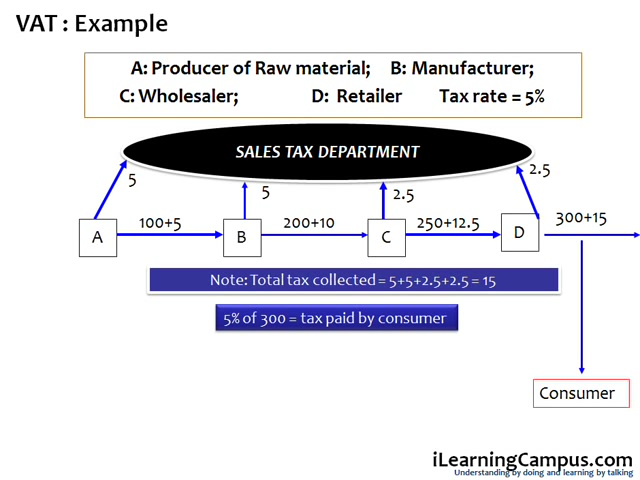 VAT : Example
A: Producer of Raw material; B: Manufacturer;
C: Wholesaler; D: Retailer Tax rate = 5%
SALES TAX DEPARTMENT
5
5
2.5
2.5
100+5
200+10
250+12.5
300+15
A
B
C
D
Note: Total tax collected = 5+5+2.5+2.5 = 15
5% of 300 = tax paid by consumer
Consumer
iLearningCampus.com
Understanding by doing and learning by talking